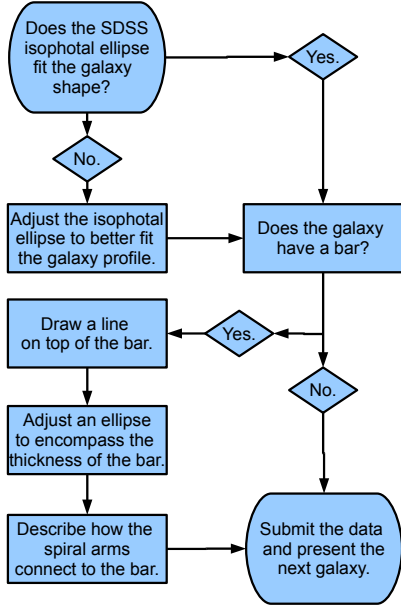 Does the SDSS
isophotal ellipse
fit the galaxy
shape?
Yes.
No.
Adjust the isophotal
ellipse to better fit
the galaxy profile.
Does the galaxy
have a bar?
Draw a line
on top of the bar.
Yes.
No.
Adjust an ellipse
to encompass the
thickness of the bar.
Describe how the
spiral arms
connect to the bar.
Submit the data
and present the
next galaxy.